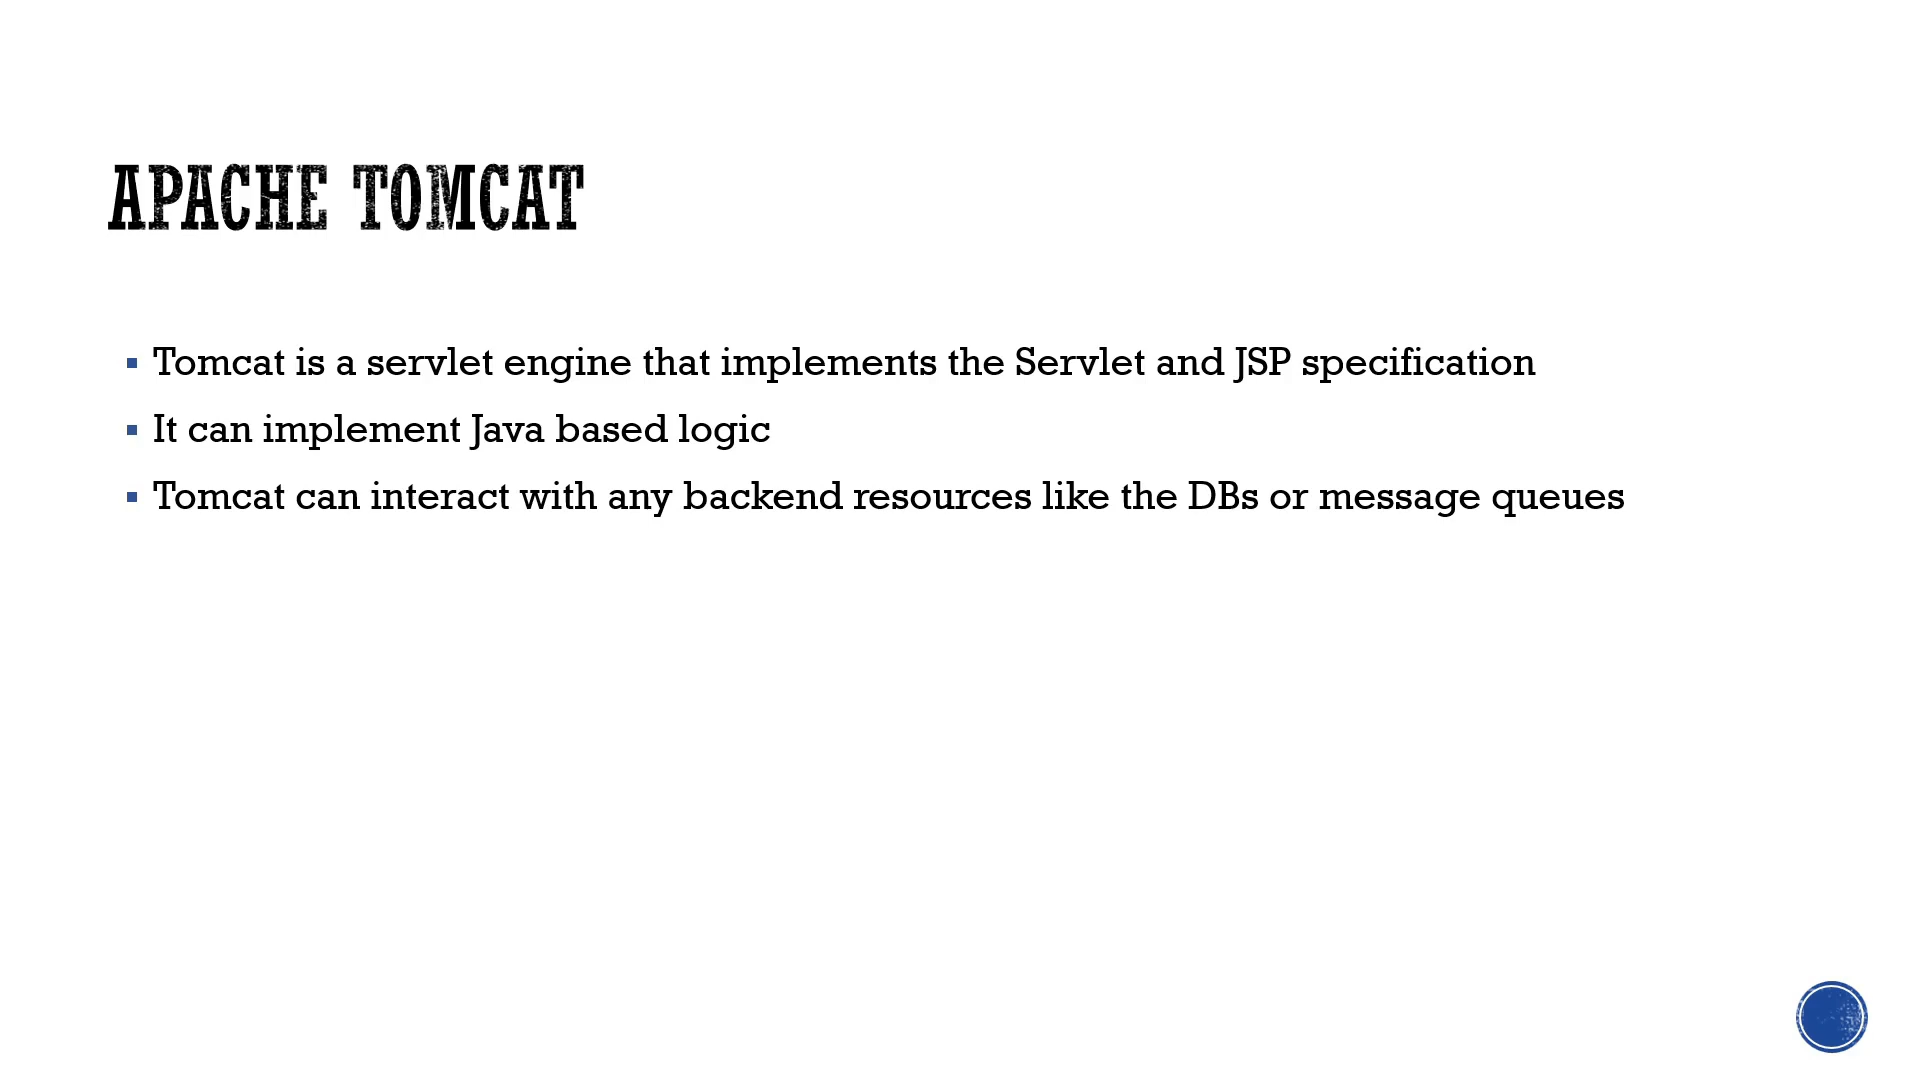 APACHE TOMCAT
Tomcat is a servlet engine that implements the Servlet and JSP specification
It can implement Java based logic
Tomcat can interact with any backend resources like the DBs or message queues